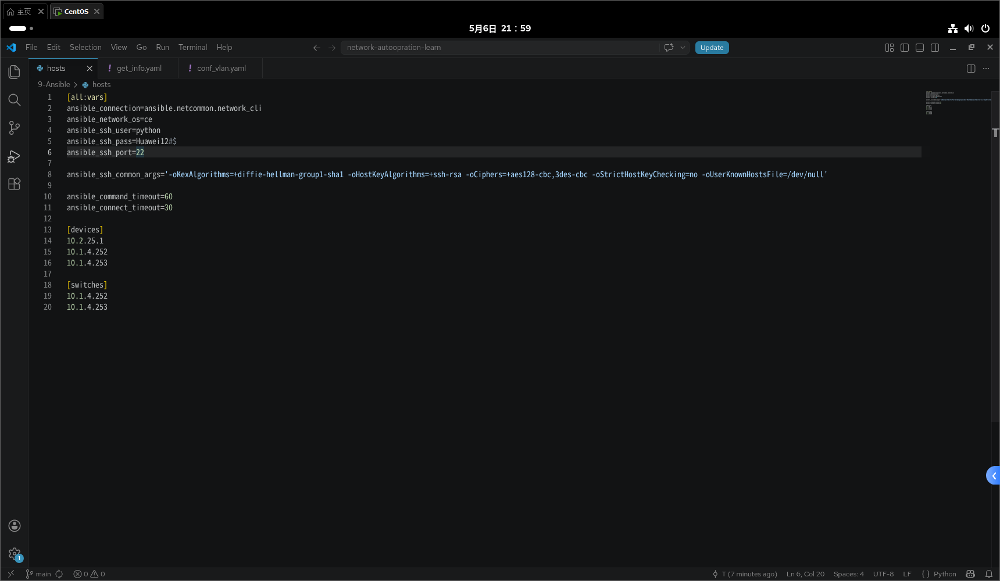 主页
CentOS
5月6日 21：59
File Edit Selection View Go Run Terminal Help
network-autoopration-learn
Update
hosts
get_info.yaml
conf_vlan.yaml
9-Ansible > hosts
1 [all:vars]
2 ansible_connection=ansible.netcommon.network_cli
3 ansible_network_os=ce
4 ansible_ssh_user=python
5 ansible_ssh_pass=Huawei12#$
6 ansible_ssh_port=22
7
8 ansible_ssh_common_args='-oKexAlgorithms=+diffie-hellman-group1-sha1 -oHostKeyAlgorithms=+ssh-rsa -oCiphers=+aes128-cbc,3des-cbc -oStrictHostKeyChecking=no -oUserKnownHostsFile=/dev/null'
9
10 ansible_command_timeout=60
11 ansible_connect_timeout=30
12
13 [devices]
14 10.2.25.1
15 10.1.4.252
16 10.1.4.253
17
18 [switches]
19 10.1.4.252
20 10.1.4.253
1
main 0 0 T (7 minutes ago) Ln 6, Col 20 Spaces: 4 UTF-8 LF { } Python